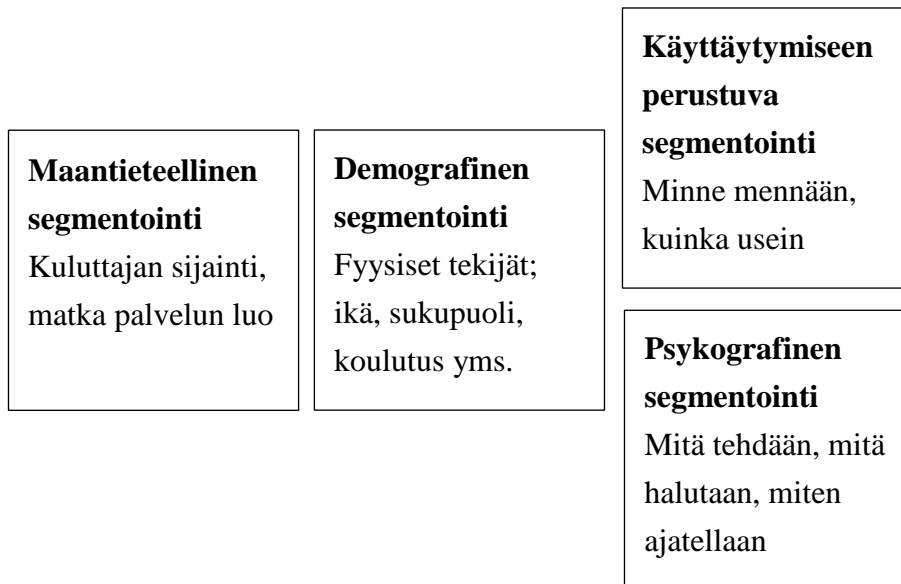 Maantieteellinen
segmentointi
Kuluttajan sijainti,
matka palvelun luo
Demografinen
segmentointi
Fyysiset tekijät;
ikä, sukupuoli,
koulutus yms.
Käyttäytymiseen
perustuva
segmentointi
Minne mennään,
kuinka usein
Psykografinen
segmentointi
Mitä tehdään, mitä
halutaan, miten
ajatellaan